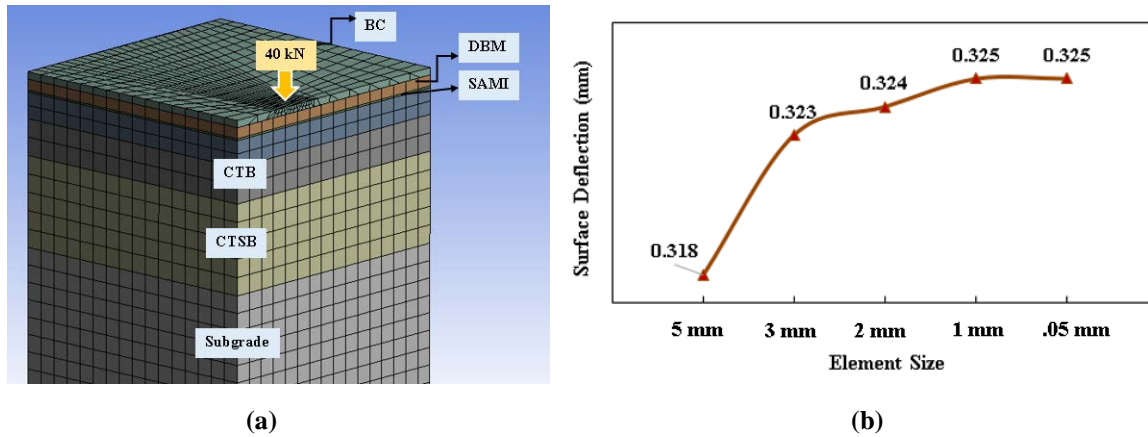 BC
DBM
40 kN
SAMI
CTB
CTSB
Subgrade
(a)
Surface Deflection (mm)
0.318
0.323
0.324
0.325
0.325
5 mm
3 mm
2 mm
1 mm
.05 mm
Element Size
(b)